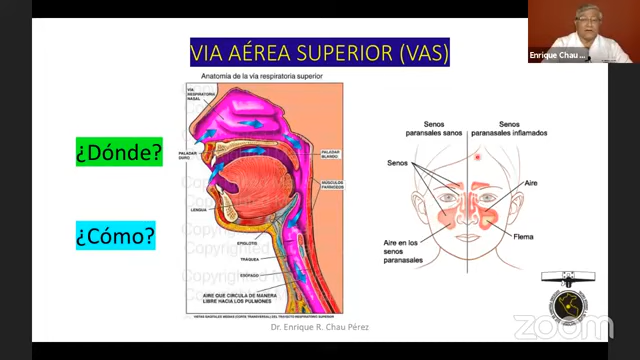 VIA AÉREA SUPERIOR (VAS)
Enrique Chau
Anatomía de la vía respiratoria superior
VÍA
RESPIRATORIA
NASAL
PALADAR
DURO
PALADAR
BLANDO
MÚSCULOS
FARÍNGEOS
LENGUA
EPIGLOTIS
TRÁQUEA
ESÓFAGO
AIRE QUE CIRCULA DE MANERA
LIBRE HACIA LOS PULMONES
¿Dónde?
¿Cómo?
Senos
paransales sanos
Senos
paranasales inflamados
Senos
Aire
Aire en los
senos
paranasales
Flema
Dr. Enrique R. Chau Pérez
zoom